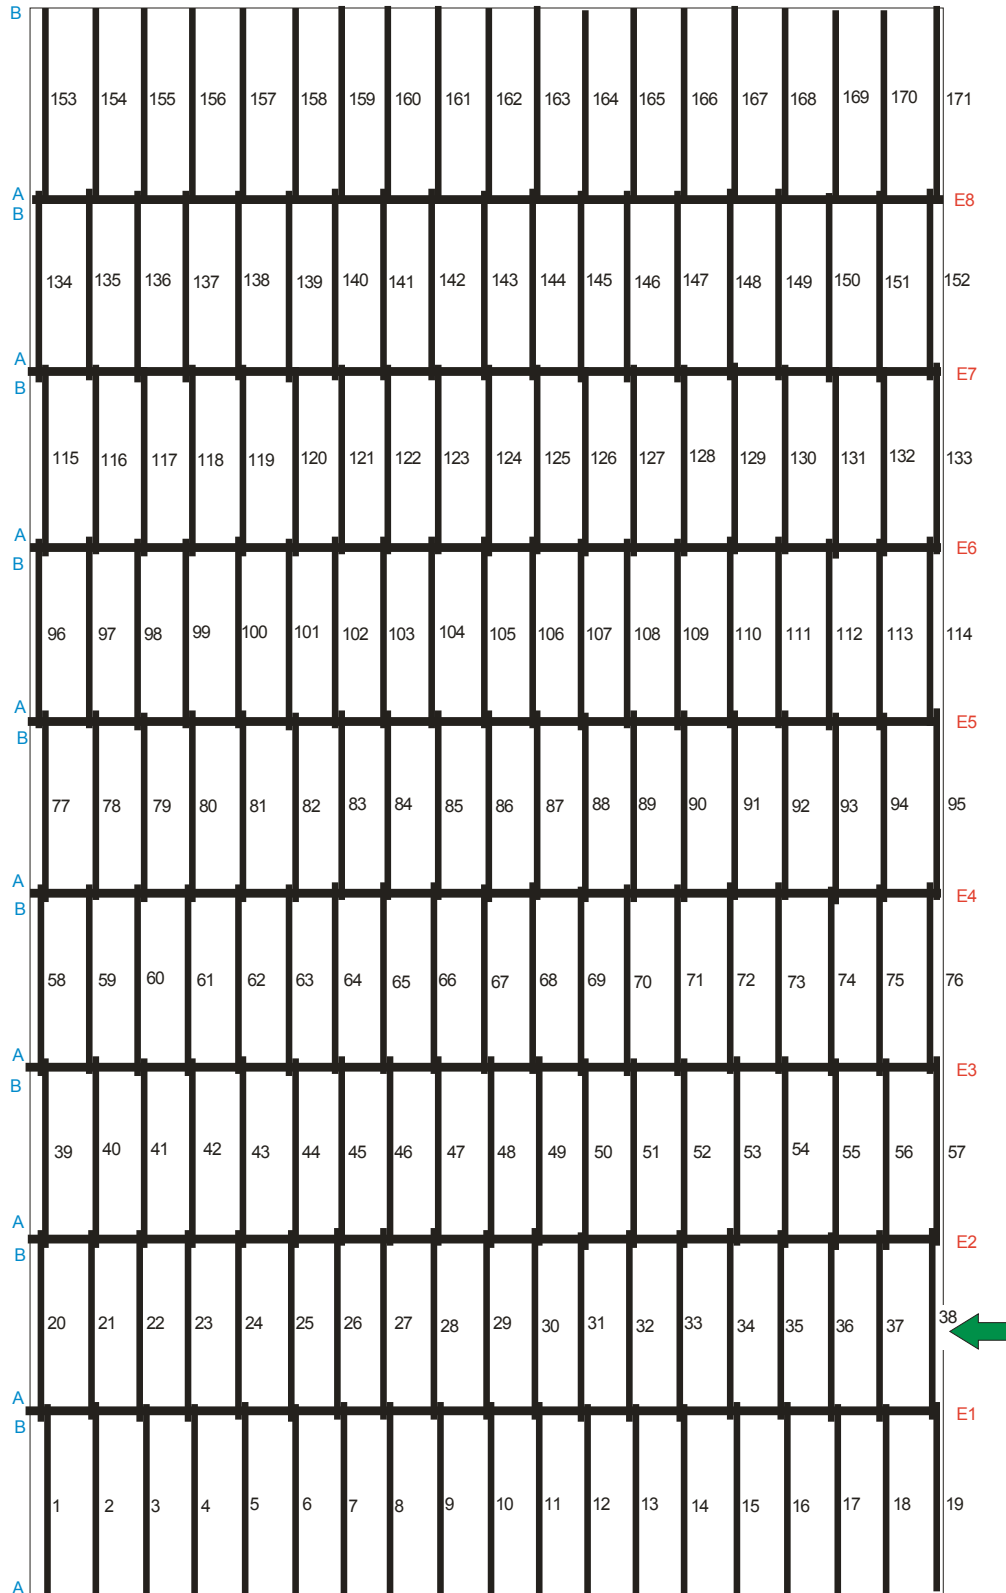 B
153 154 155 156 157 158 159 160 161 162 163 164 165 166 167 168 169 170 171
A E8
B
134 135 136 137 138 139 140 141 142 143 144 145 146 147 148 149 150 151 152
A E7
B
115 116 117 118 119 120 121 122 123 124 125 126 127 128 129 130 131 132 133
A E6
B
96 97 98 99 100 101 102 103 104 105 106 107 108 109 110 111 112 113 114
A E5
B
77 78 79 80 81 82 83 84 85 86 87 88 89 90 91 92 93 94 95
A E4
B
58 59 60 61 62 63 64 65 66 67 68 69 70 71 72 73 74 75 76
A E3
B
39 40 41 42 43 44 45 46 47 48 49 50 51 52 53 54 55 56 57
A E2
B
20 21 22 23 24 25 26 27 28 29 30 31 32 33 34 35 36 37 38
A E1
B
1 2 3 4 5 6 7 8 9 10 11 12 13 14 15 16 17 18 19
A